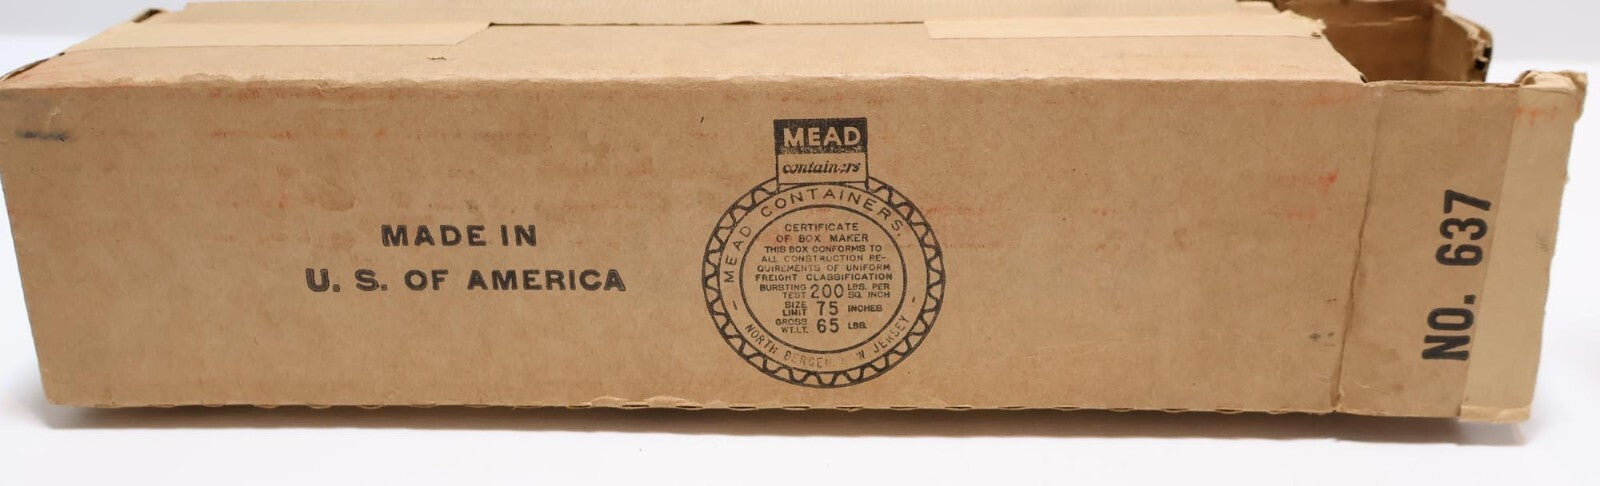 MADE IN
U. S. OF AMERICA
MEAD
containers
MEAD CONTAINERS.
CERTIFICATE
OF BOX MAKER
THIS BOX CONFORMS TO
ALL CONSTRUCTION RE-
QUIREMENTS OF UNIFORM
FREIGHT CLASSIFICATION
BURSTING TEST 200 LBS. PER SQ. INCH
SIZE LIMIT 75 INCHES
GROSS WT. LT. 65 LBS.
- NORTH BERGEN NEW JERSEY -
NO. 637